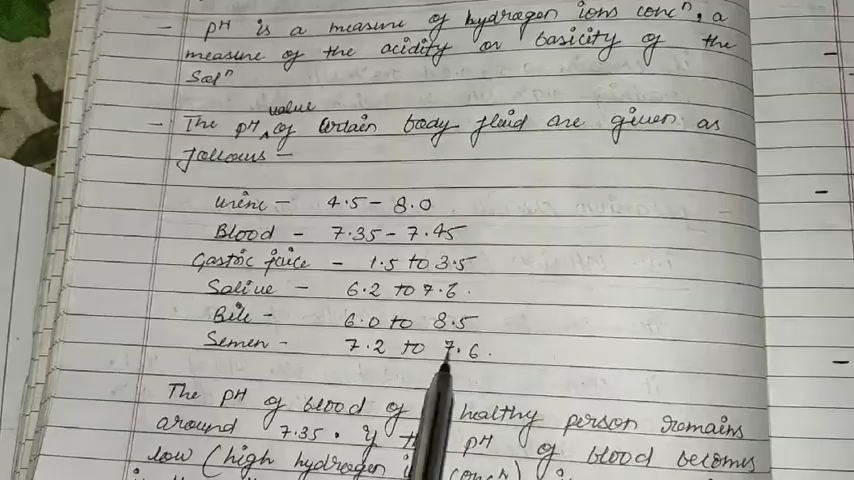 - pH is a measure of hydrogen ions concⁿ, a
measure of the acidity or basicity of the
Solⁿ
- The pH value of certain body fluid are given as
follows -
Urine - 4.5 - 8.0
Blood - 7.35 - 7.45
Gastric juice - 1.5 to 3.5
Salive - 6.2 to 7.6.
Bile - 6.0 to 8.5
Semen - 7.2 to 7.6.
The pH of blood of healthy person remains
around 7.35. If pH of blood becomes
low (high hydrogen concⁿ)